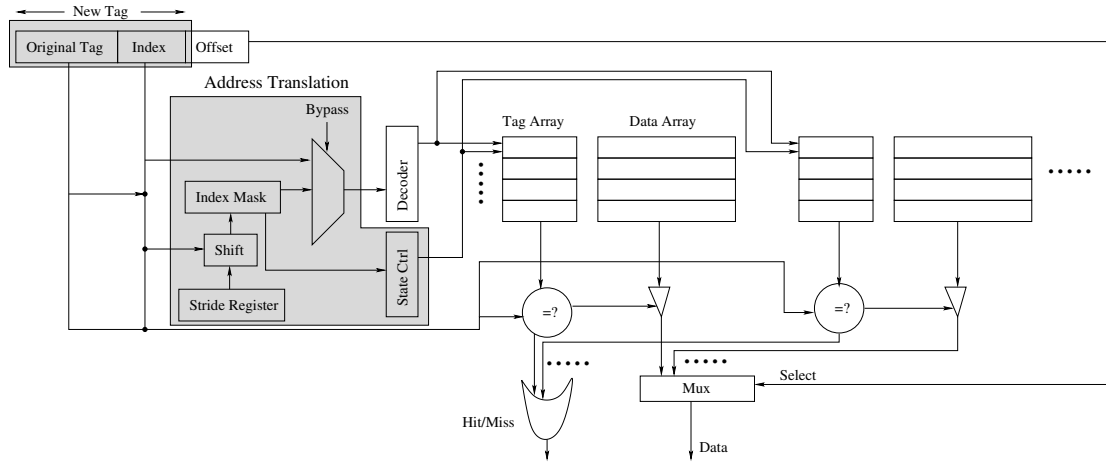 New Tag
Original Tag Index Offset
Address Translation
Bypass
Tag Array Data Array
Decoder
Index Mask
Shift
State Ctrl
Stride Register
=? =?
Select
Mux
Hit/Miss
Data